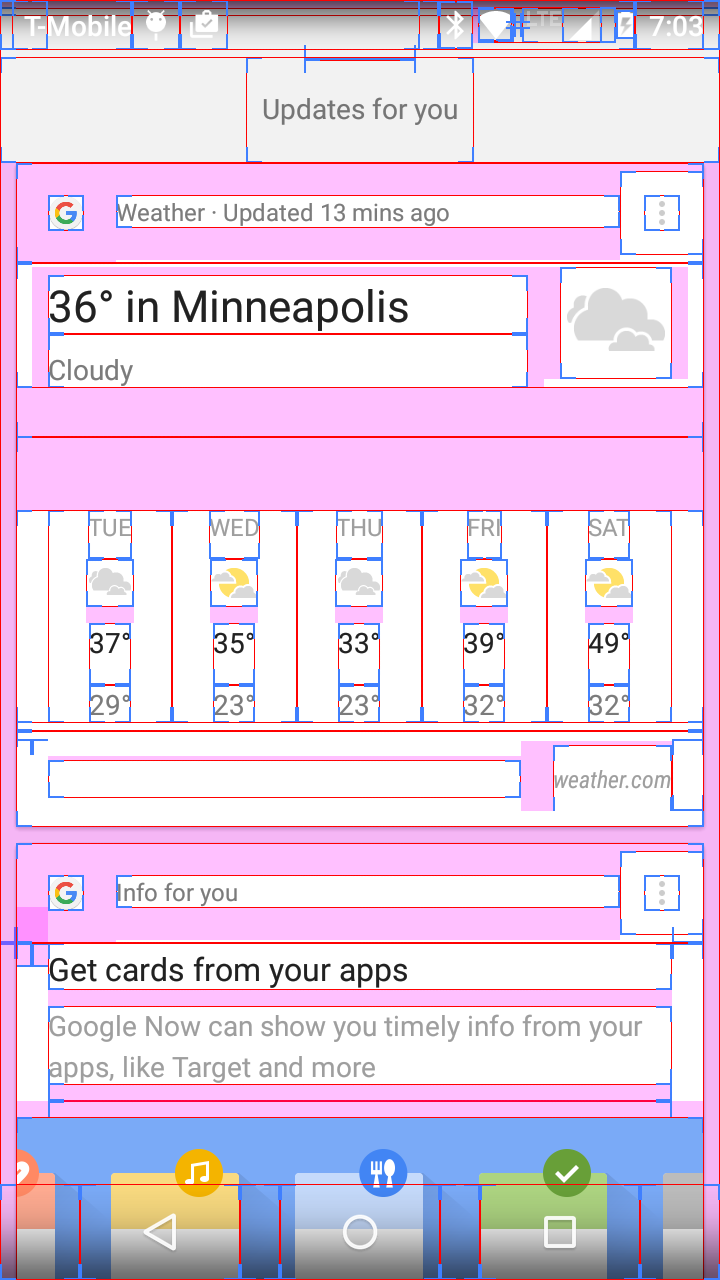 T-Mobile LTE 7:03
Updates for you
Weather · Updated 13 mins ago
36° in Minneapolis
Cloudy
TUE WED THU FRI SAT
37° 35° 33° 39° 49°
29° 23° 23° 32° 32°
weather.com
Info for you
Get cards from your apps
Google Now can show you timely info from your
apps, like Target and more